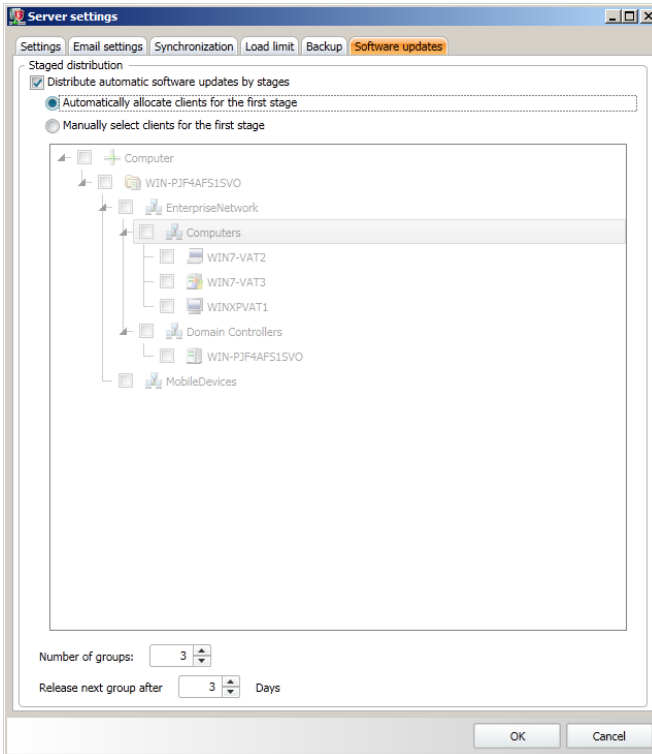 Server settings
Settings Email settings Synchronization Load limit Backup Software updates
Staged distribution
Distribute automatic software updates by stages
Automatically allocate clients for the first stage
Manually select clients for the first stage
Computer
WIN-PJF4AFS1SVO
EnterpriseNetwork
Computers
WIN7-VAT2
WIN7-VAT3
WINXPVAT1
Domain Controllers
WIN-PJF4AFS1SVO
MobileDevices
Number of groups: 3
Release next group after 3 Days
OK Cancel